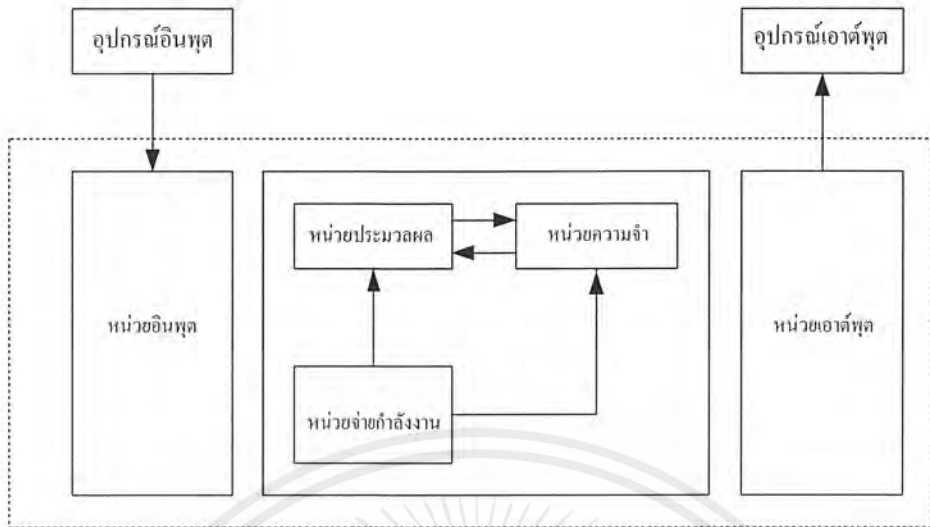 อุปกรณ์อินพุต
อุปกรณ์เอาต์พุต
หน่วยประมวลผล
หน่วยความจำ
หน่วยอินพุต
หน่วยเอาต์พุต
หน่วยจ่ายกำลังงาน